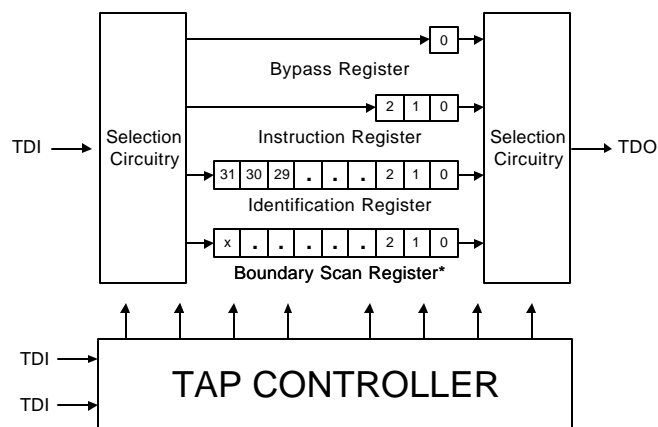 0
Bypass Register
2 1 0
Instruction Register
TDI
Selection
Circuitry
Selection
Circuitry
TDO
31 30 29 . . . 2 1 0
Identification Register
x . . . . . 2 1 0
Boundary Scan Register*
TDI
TDI
TAP CONTROLLER